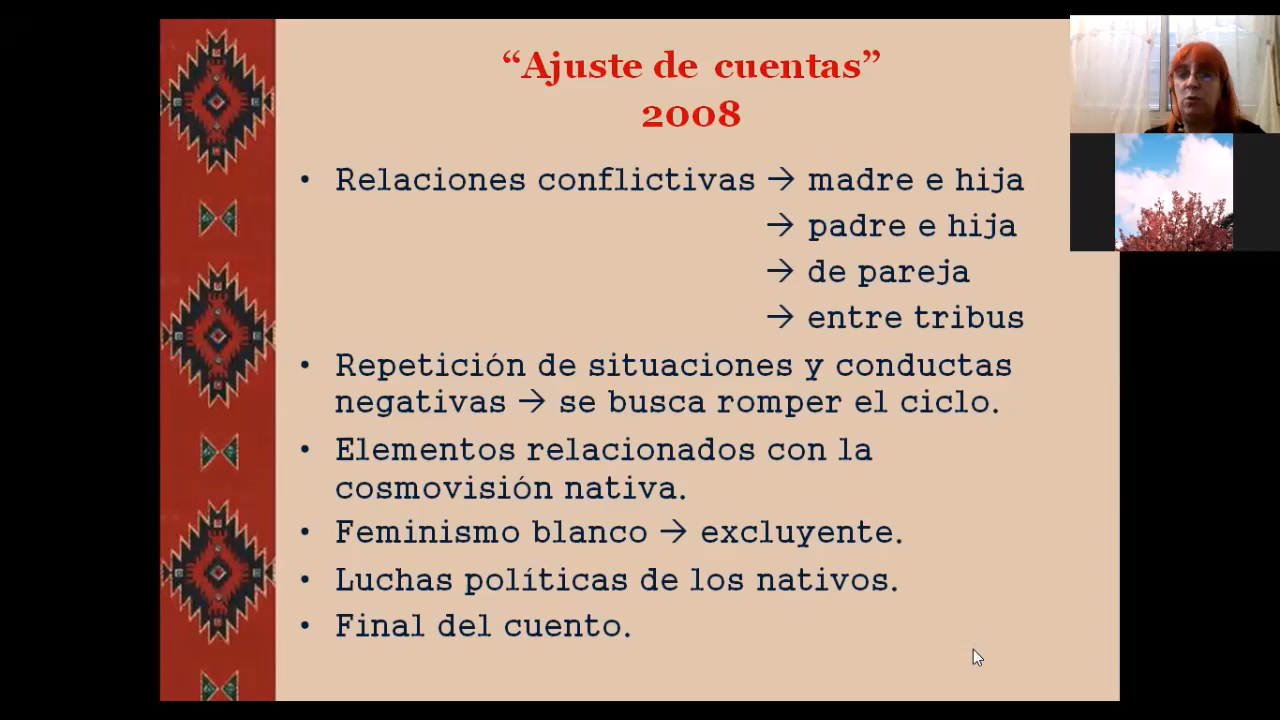 “Ajuste de cuentas”
2008
• Relaciones conflictivas → madre e hija
→ padre e hija
→ de pareja
→ entre tribus
• Repetición de situaciones y conductas
negativas → se busca romper el ciclo.
• Elementos relacionados con la
cosmovisión nativa.
• Feminismo blanco → excluyente.
• Luchas políticas de los nativos.
• Final del cuento.